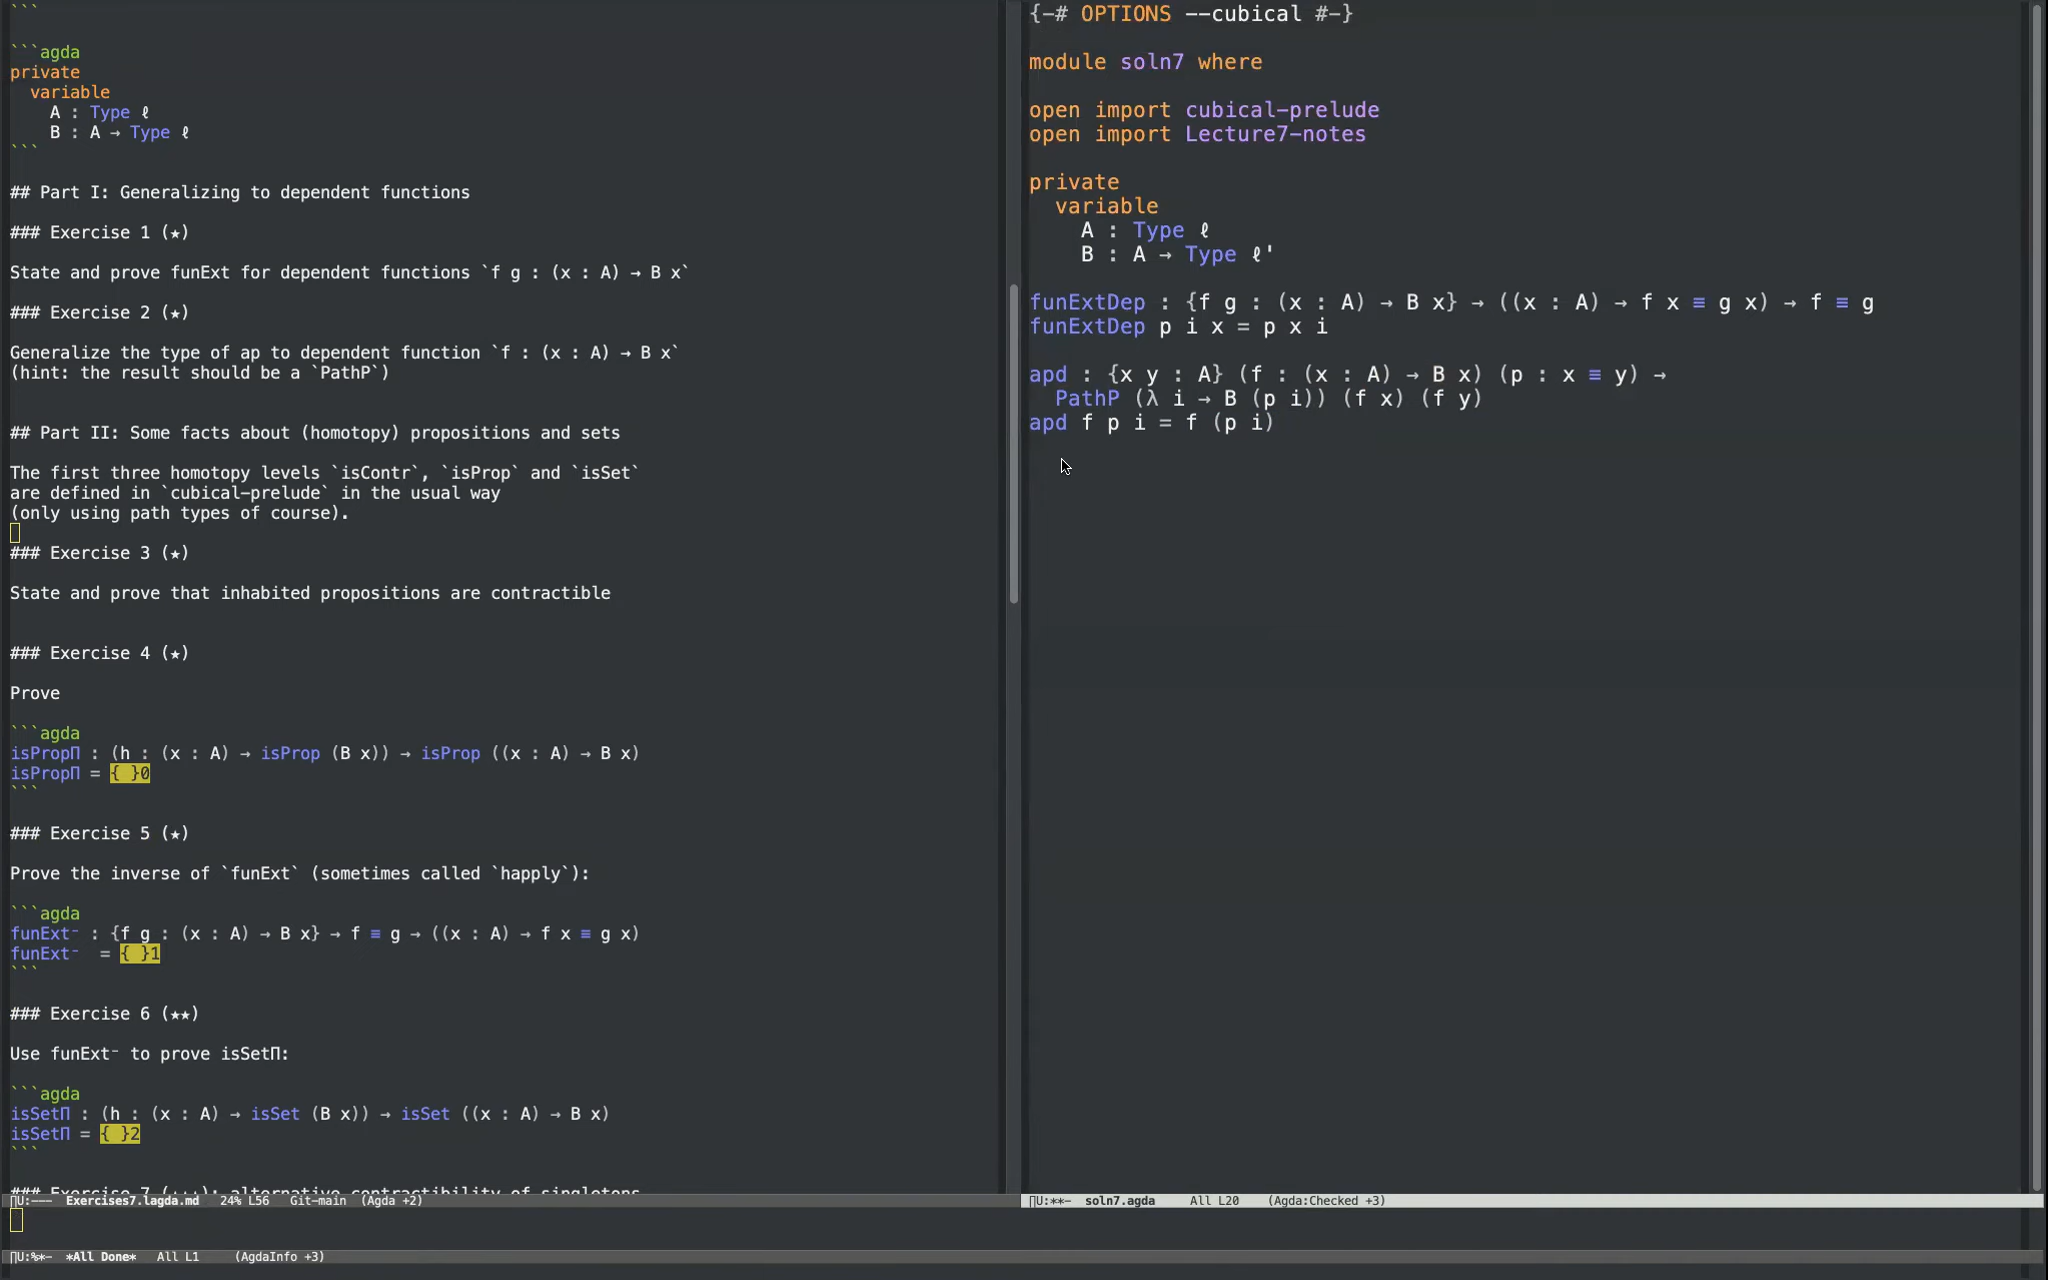 ```
```agda
private
  variable
    A : Type ℓ
    B : A → Type ℓ
```
## Part I: Generalizing to dependent functions
### Exercise 1 (★)
State and prove funExt for dependent functions `f g : (x : A) → B x`
### Exercise 2 (★)
Generalize the type of ap to dependent function `f : (x : A) → B x`
(hint: the result should be a `PathP`)
## Part II: Some facts about (homotopy) propositions and sets
The first three homotopy levels `isContr`, `isProp` and `isSet`
are defined in `cubical-prelude` in the usual way
(only using path types of course).
### Exercise 3 (★)
State and prove that inhabited propositions are contractible
### Exercise 4 (★)
Prove
```agda
isPropΠ : (h : (x : A) → isProp (B x)) → isProp ((x : A) → B x)
isPropΠ = { }0
```
### Exercise 5 (★)
Prove the inverse of `funExt` (sometimes called `happly`):
```agda
funExt⁻ : {f g : (x : A) → B x} → f ≡ g → ((x : A) → f x ≡ g x)
funExt⁻  = { }1
```
### Exercise 6 (★★)
Use funExt⁻ to prove isSetΠ:
```agda
isSetΠ : (h : (x : A) → isSet (B x)) → isSet ((x : A) → B x)
isSetΠ = { }2
```
### Exercise 7 (★★★): alternative contractibility of singletons
U:---  Exercises7.lagda.md   24% L56   Git-main  (Agda +2)
{-# OPTIONS --cubical #-}
module soln7 where
open import cubical-prelude
open import Lecture7-notes
private
  variable
    A : Type ℓ
    B : A → Type ℓ'
funExtDep : {f g : (x : A) → B x} → ((x : A) → f x ≡ g x) → f ≡ g
funExtDep p i x = p x i
apd : {x y : A} (f : (x : A) → B x) (p : x ≡ y) →
  PathP (λ i → B (p i)) (f x) (f y)
apd f p i = f (p i)
U:**-  soln7.agda     All L20   (Agda:Checked +3)
U:%*-  *All Done*   All L1     (AgdaInfo +3)